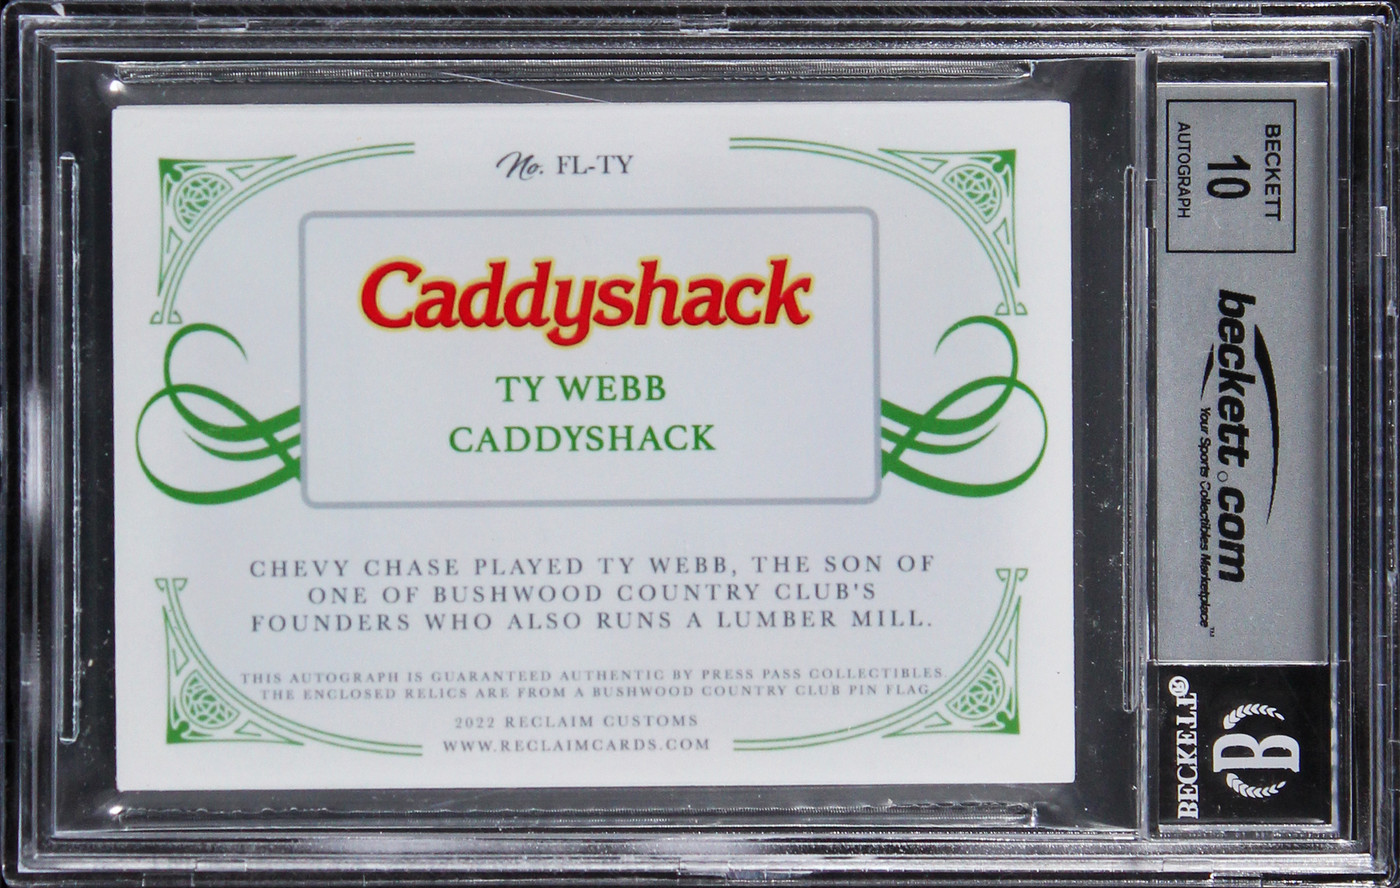 No. FL-TY
Caddyshack
TY WEBB
CADDYSHACK
CHEVY CHASE PLAYED TY WEBB, THE SON OF
ONE OF BUSHWOOD COUNTRY CLUB'S
FOUNDERS WHO ALSO RUNS A LUMBER MILL.
THIS AUTOGRAPH IS GUARANTEED AUTHENTIC BY PRESS PASS COLLECTIBLES.
THE ENCLOSED RELICS ARE FROM A BUSHWOOD COUNTRY CLUB PIN FLAG
2022 RECLAIM CUSTOMS
WWW.RECLAIMCARDS.COM
BECKETT
10
AUTOGRAPH
beckett.com
Your Sports Collectibles Marketplace™
B
BECKETT